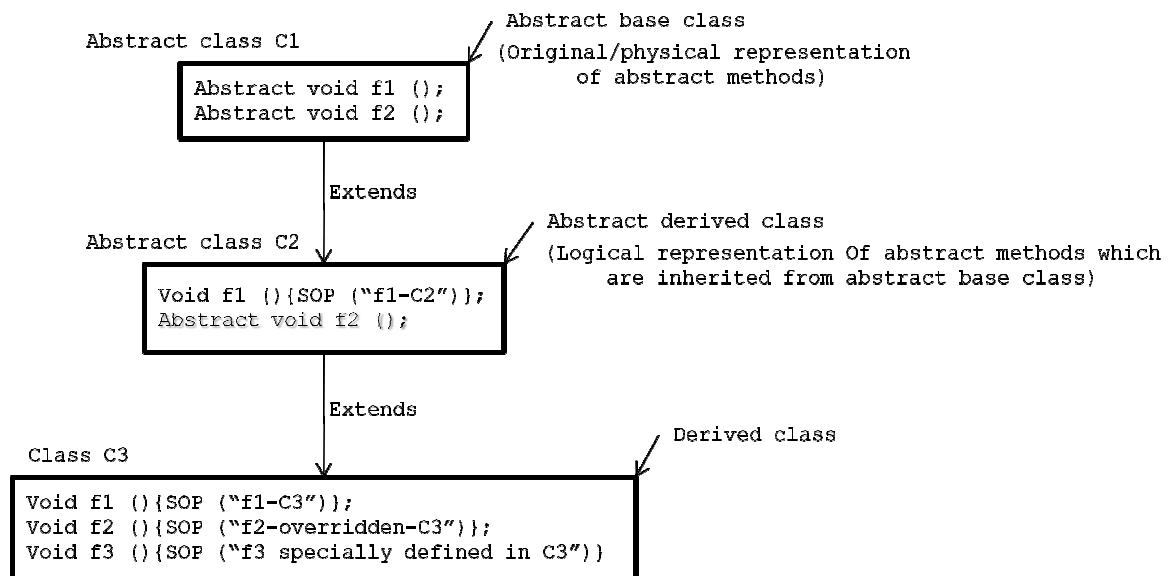 Abstract base class
Abstract class C1
(Original/physical representation
of abstract methods)
Abstract void f1 ();
Abstract void f2 ();
Extends
Abstract derived class
Abstract class C2
(Logical representation Of abstract methods which
are inherited from abstract base class)
Void f1 (){SOP (“f1-C2”)};
Abstract void f2 ();
Extends
Derived class
Class C3
Void f1 (){SOP (“f1-C3”)};
Void f2 (){SOP (“f2-overridden-C3”)};
Void f3 (){SOP (“f3 specially defined in C3”)}